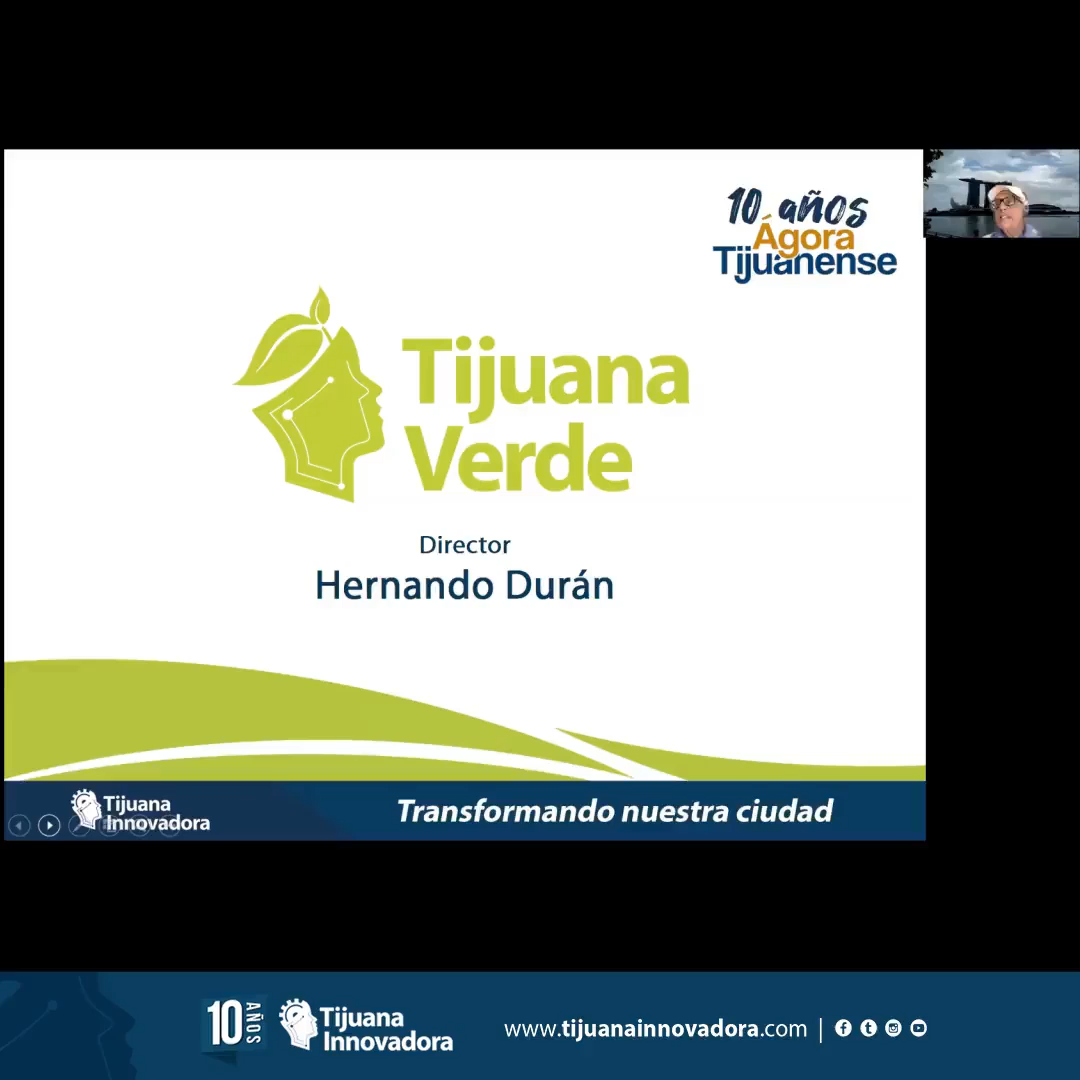 10 años
Ágora
Tijuanense
Tijuana
Verde
Director
Hernando Durán
Tijuana
Innovadora
Transformando nuestra ciudad
10 AÑOS
Tijuana
Innovadora
www.tijuanainnovadora.com |